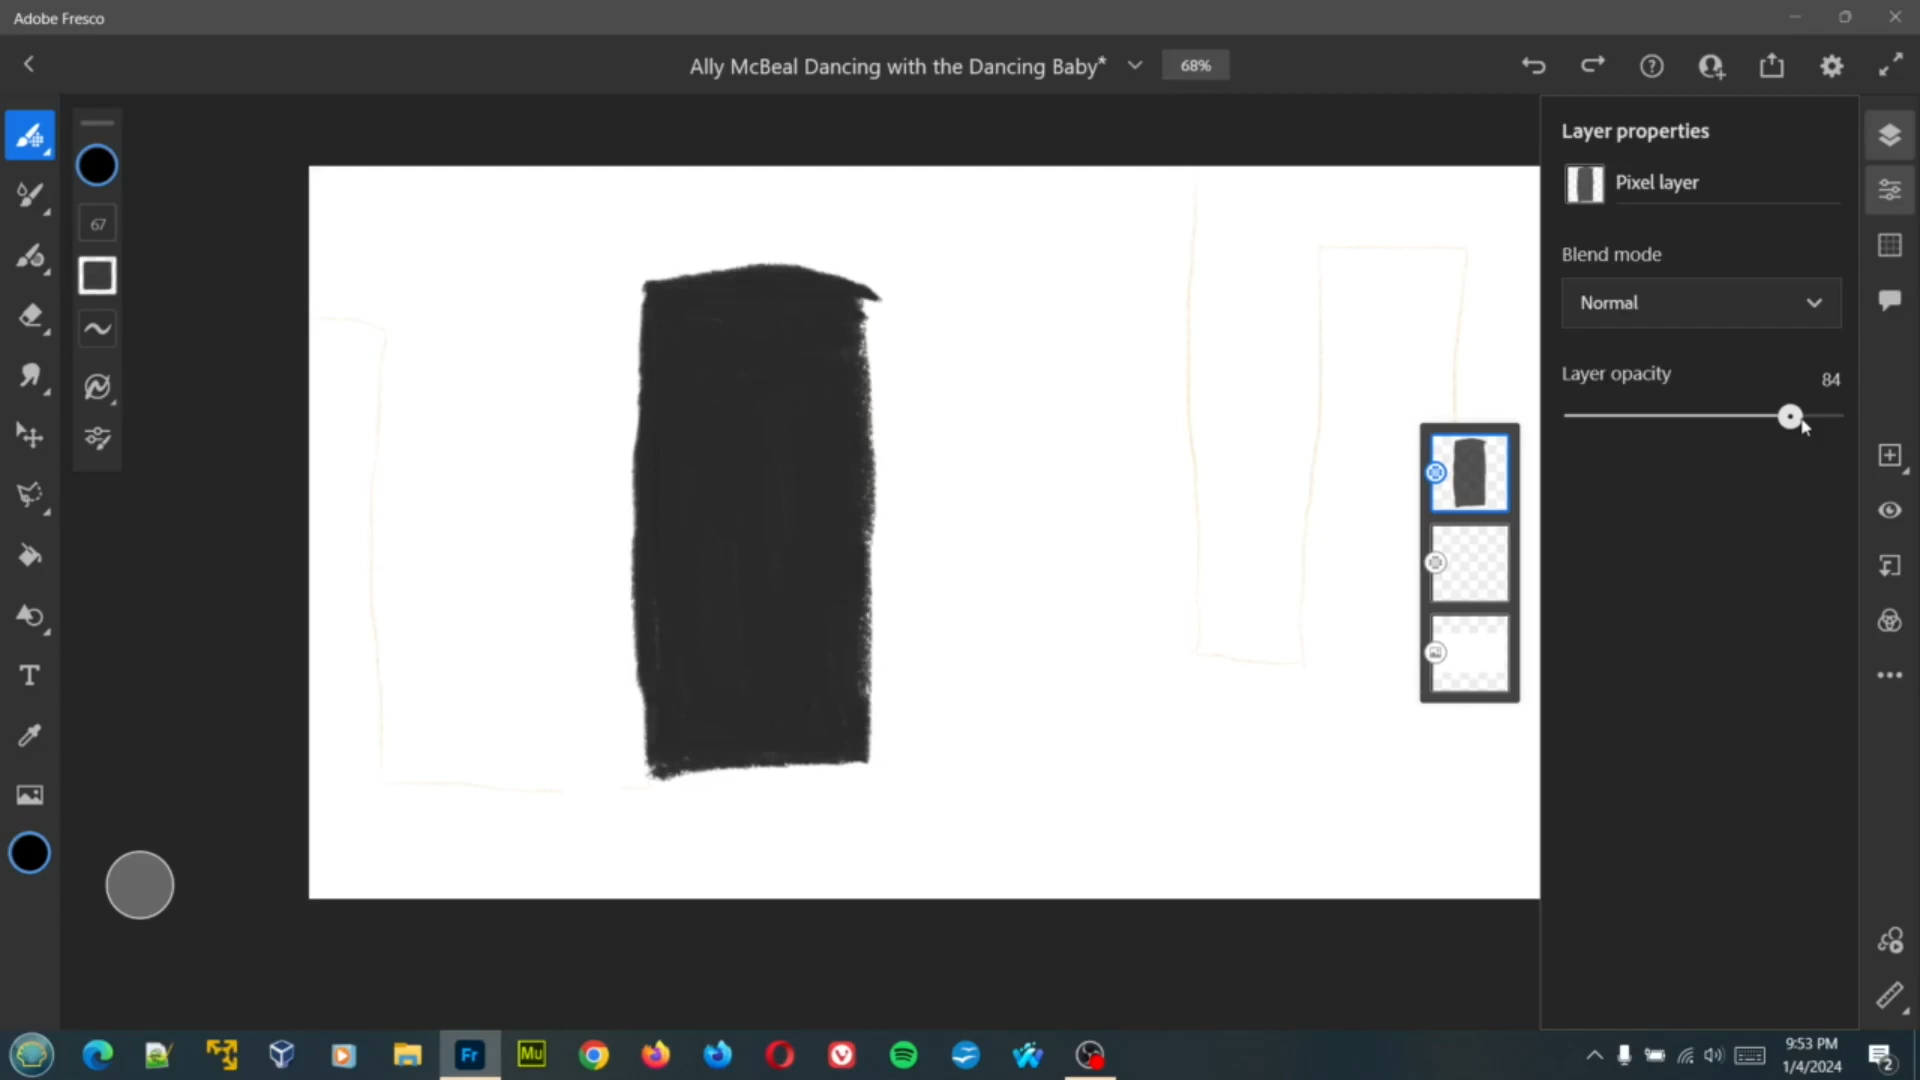 Adobe Fresco
Ally McBeal Dancing with the Dancing Baby*
68%
Layer properties
67
Pixel layer
Blend mode
Normal
Layer opacity
84
T
Fr
Mu
9:53 PM
1/4/2024
2